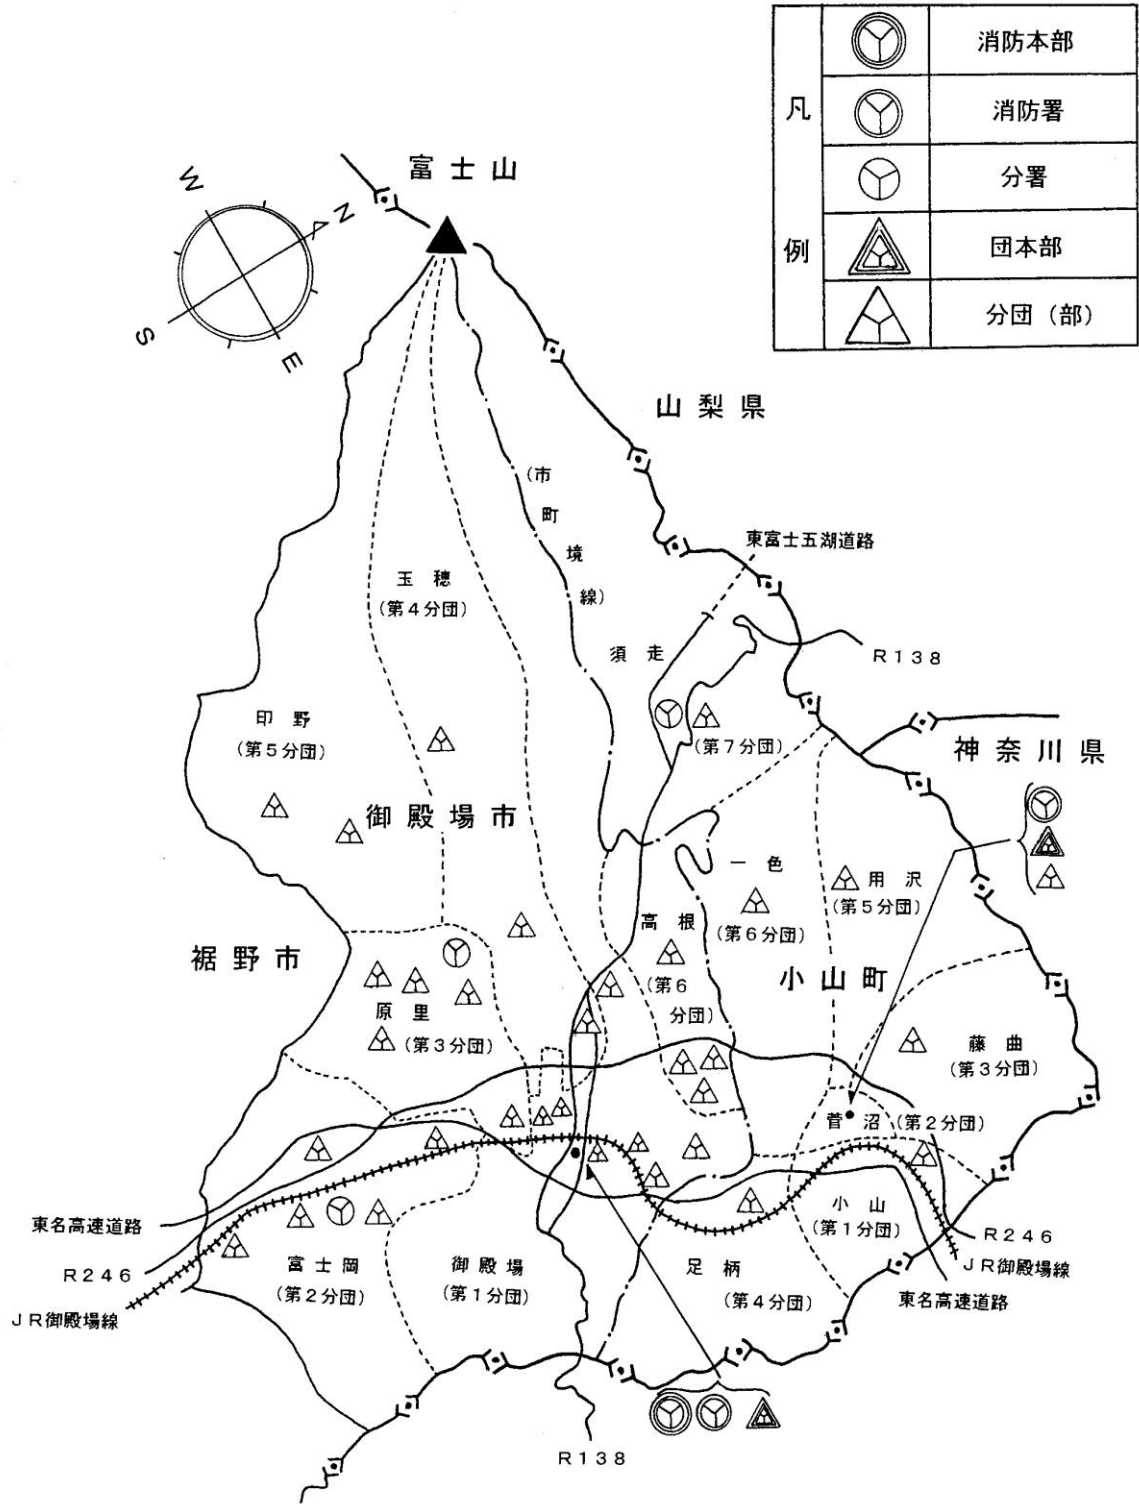 凡例
消防本部
消防署
分署
団本部
分団（部）
富士山
W
N
S
E
山梨県
（市町境線）
東富士五湖道路
玉穂
（第４分団）
須走
R138
印野
（第５分団）
（第７分団）
神奈川県
御殿場市
一色
（第６分団）
用沢
（第５分団）
高根
（第６
分団）
裾野市
小山町
原里
（第３分団）
藤曲
（第３分団）
菅沼（第２分団）
小山
（第１分団）
東名高速道路
R246
JR御殿場線
富士岡
（第２分団）
御殿場
（第１分団）
足柄
（第４分団）
R246
JR御殿場線
東名高速道路
R138